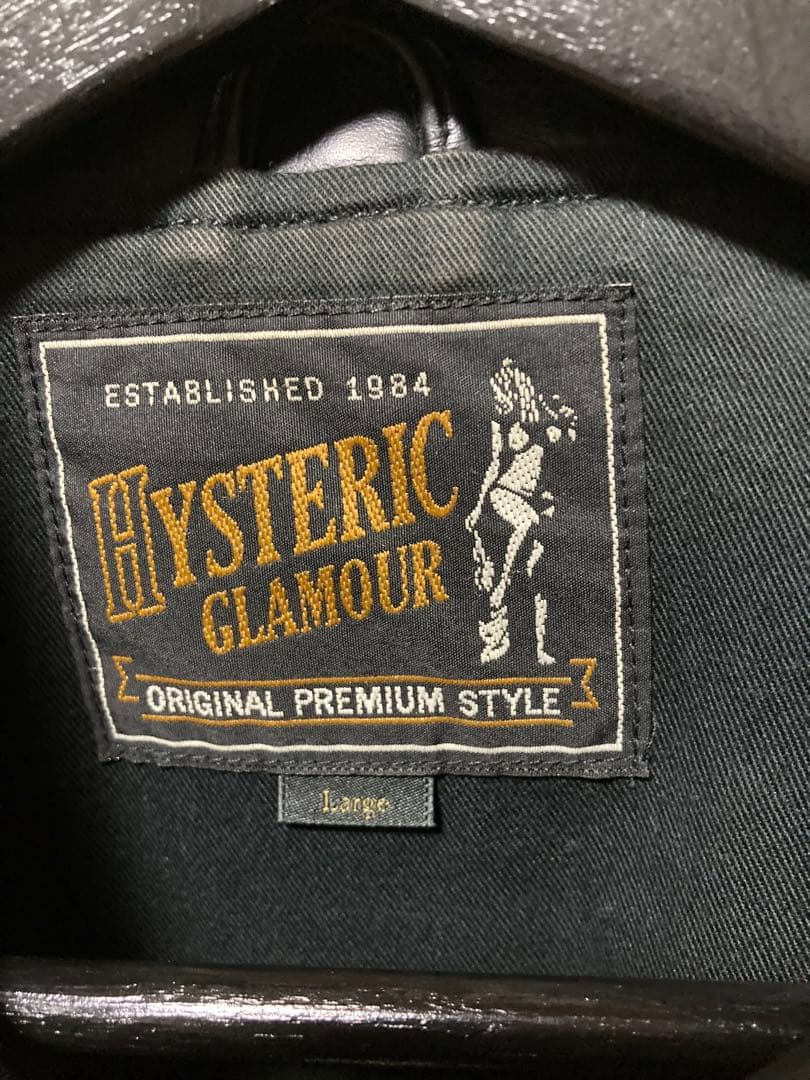 ESTABLISHED 1984
HYSTERIC
GLAMOUR
ORIGINAL PREMIUM STYLE
Large